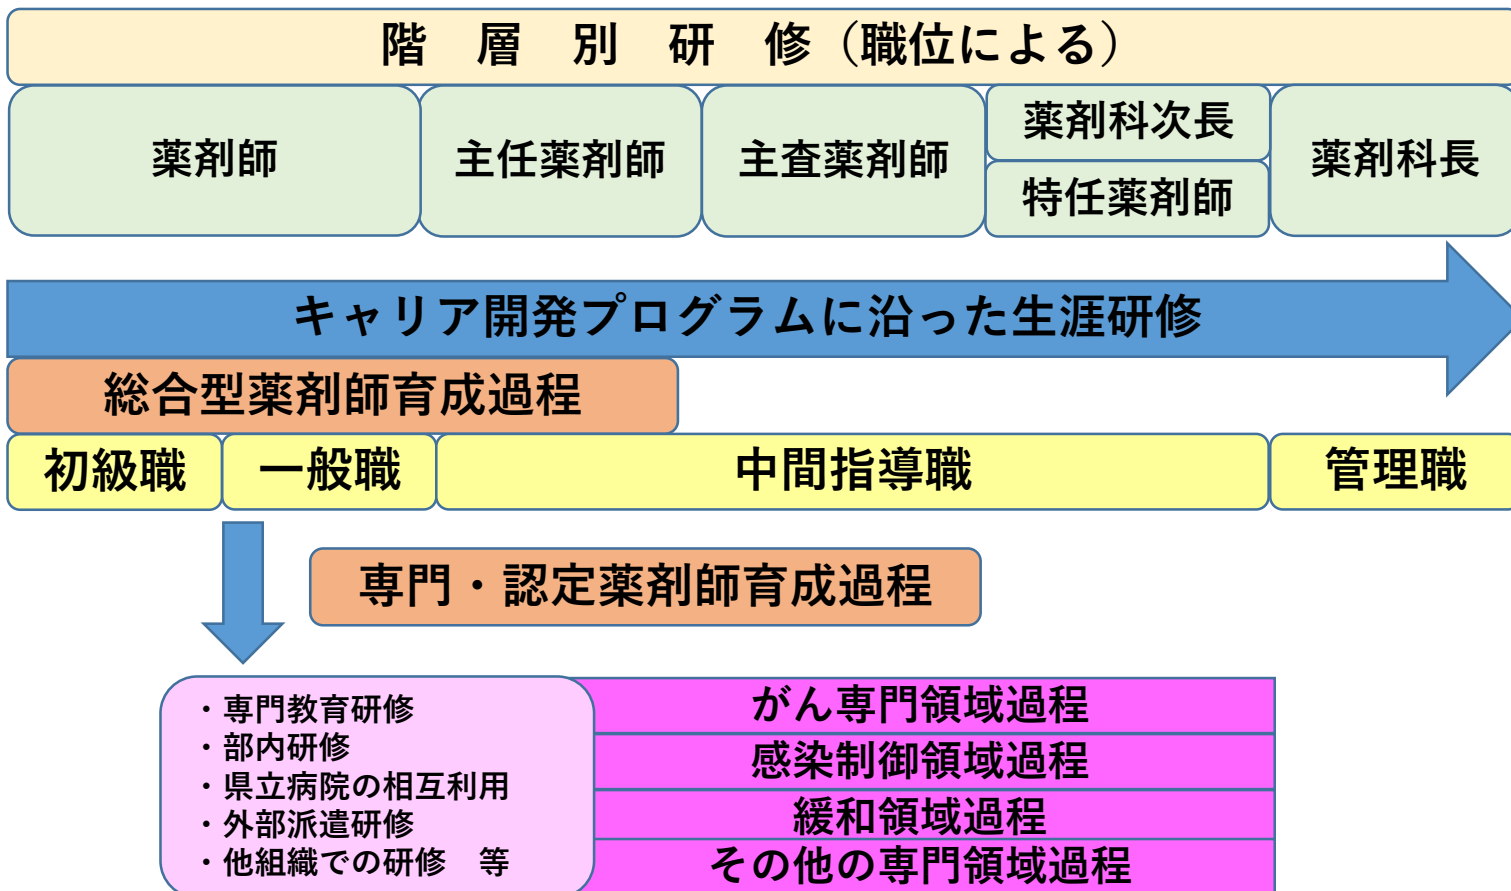 階　層　別　研　修（職位による）
薬剤師
主任薬剤師
主査薬剤師
薬剤科次長
特任薬剤師
薬剤科長
キャリア開発プログラムに沿った生涯研修
総合型薬剤師育成過程
初級職
一般職
中間指導職
管理職
専門・認定薬剤師育成過程
・専門教育研修
・部内研修
・県立病院の相互利用
・外部派遣研修
・他組織での研修　等
がん専門領域過程
感染制御領域過程
緩和領域過程
その他の専門領域過程